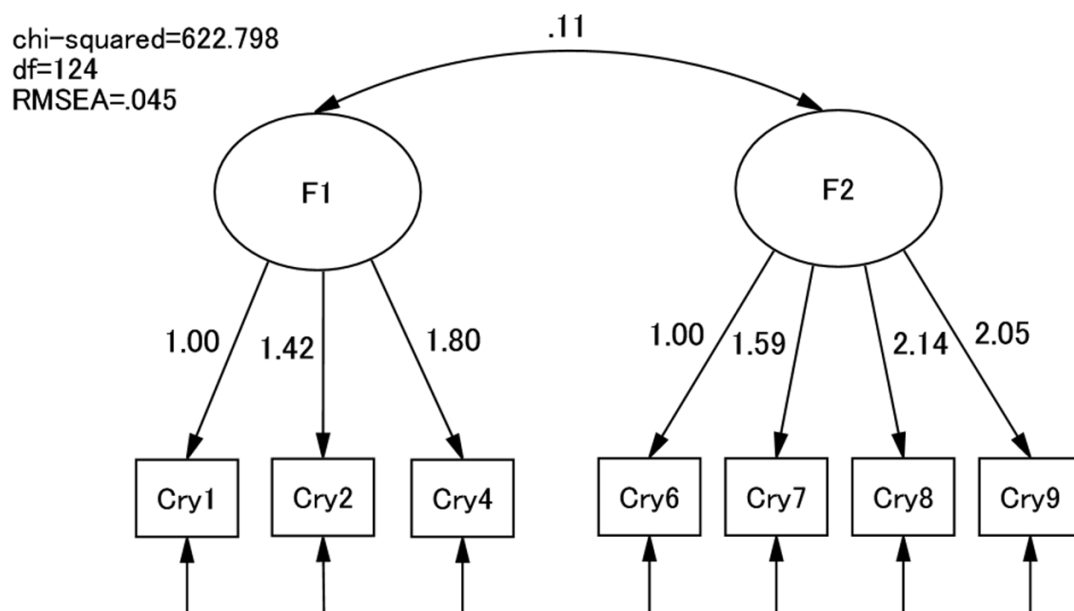 chi-squared=622.798
df=124
RMSEA=.045
.11
F1
F2
1.00
1.42
1.80
1.00
1.59
2.14
2.05
Cry1
Cry2
Cry4
Cry6
Cry7
Cry8
Cry9